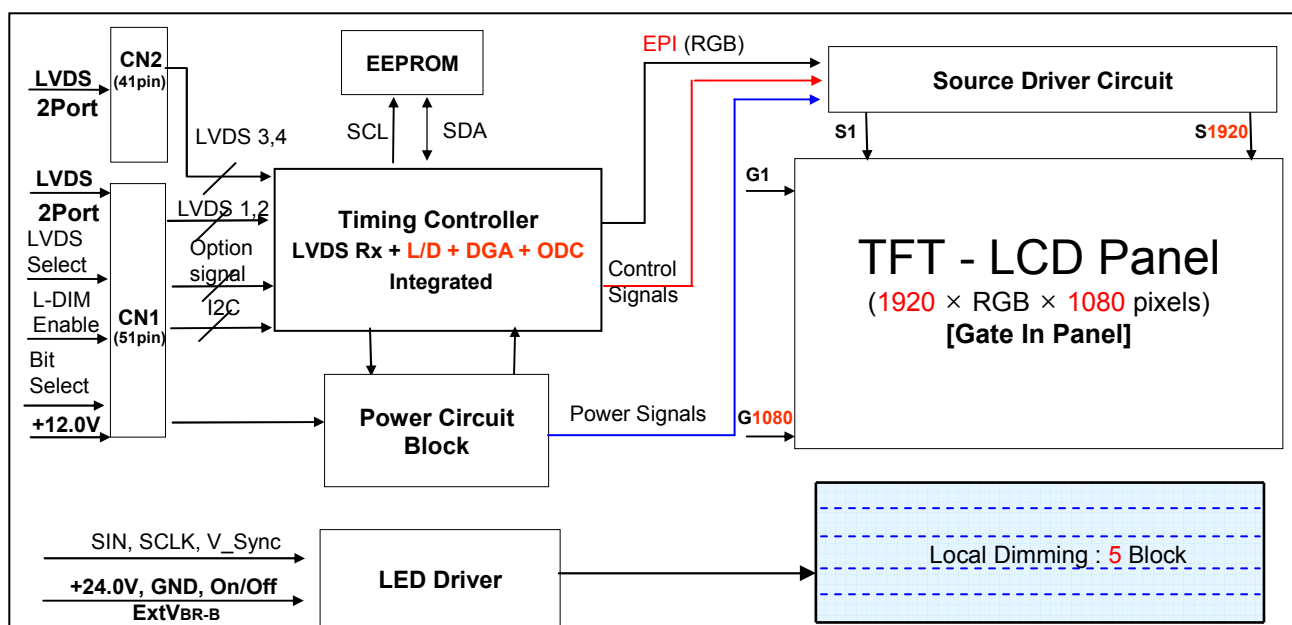 CN2
(41pin)
LVDS
2Port
EEPROM
SCL
SDA
EPI (RGB)
Source Driver Circuit
S1
S1920
LVDS 3,4
LVDS
2Port
LVDS 1,2
LVDS
Select
Option
signal
L-DIM
Enable
I2C
CN1
(51pin)
Bit
Select
+12.0V
Timing Controller
LVDS Rx + L/D + DGA + ODC
Integrated
Control
Signals
G1
TFT - LCD Panel
(1920 × RGB × 1080 pixels)
[Gate In Panel]
G1080
Power Circuit
Block
Power Signals
SIN, SCLK, V_Sync
+24.0V, GND, On/Off
ExtVBR-B
LED Driver
Local Dimming : 5 Block